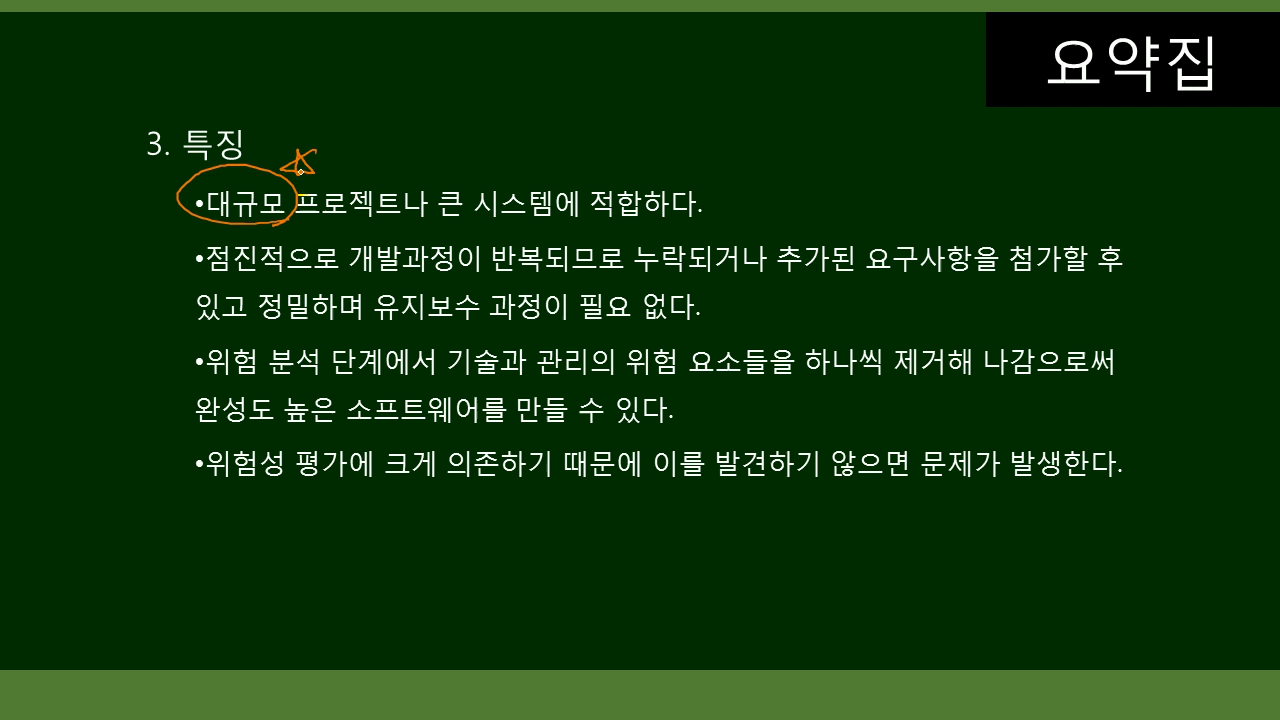 요약집
3. 특징
•대규모 프로젝트나 큰 시스템에 적합하다.
•점진적으로 개발과정이 반복되므로 누락되거나 추가된 요구사항을 첨가할 후
있고 정밀하며 유지보수 과정이 필요 없다.
•위험 분석 단계에서 기술과 관리의 위험 요소들을 하나씩 제거해 나감으로써
완성도 높은 소프트웨어를 만들 수 있다.
•위험성 평가에 크게 의존하기 때문에 이를 발견하기 않으면 문제가 발생한다.